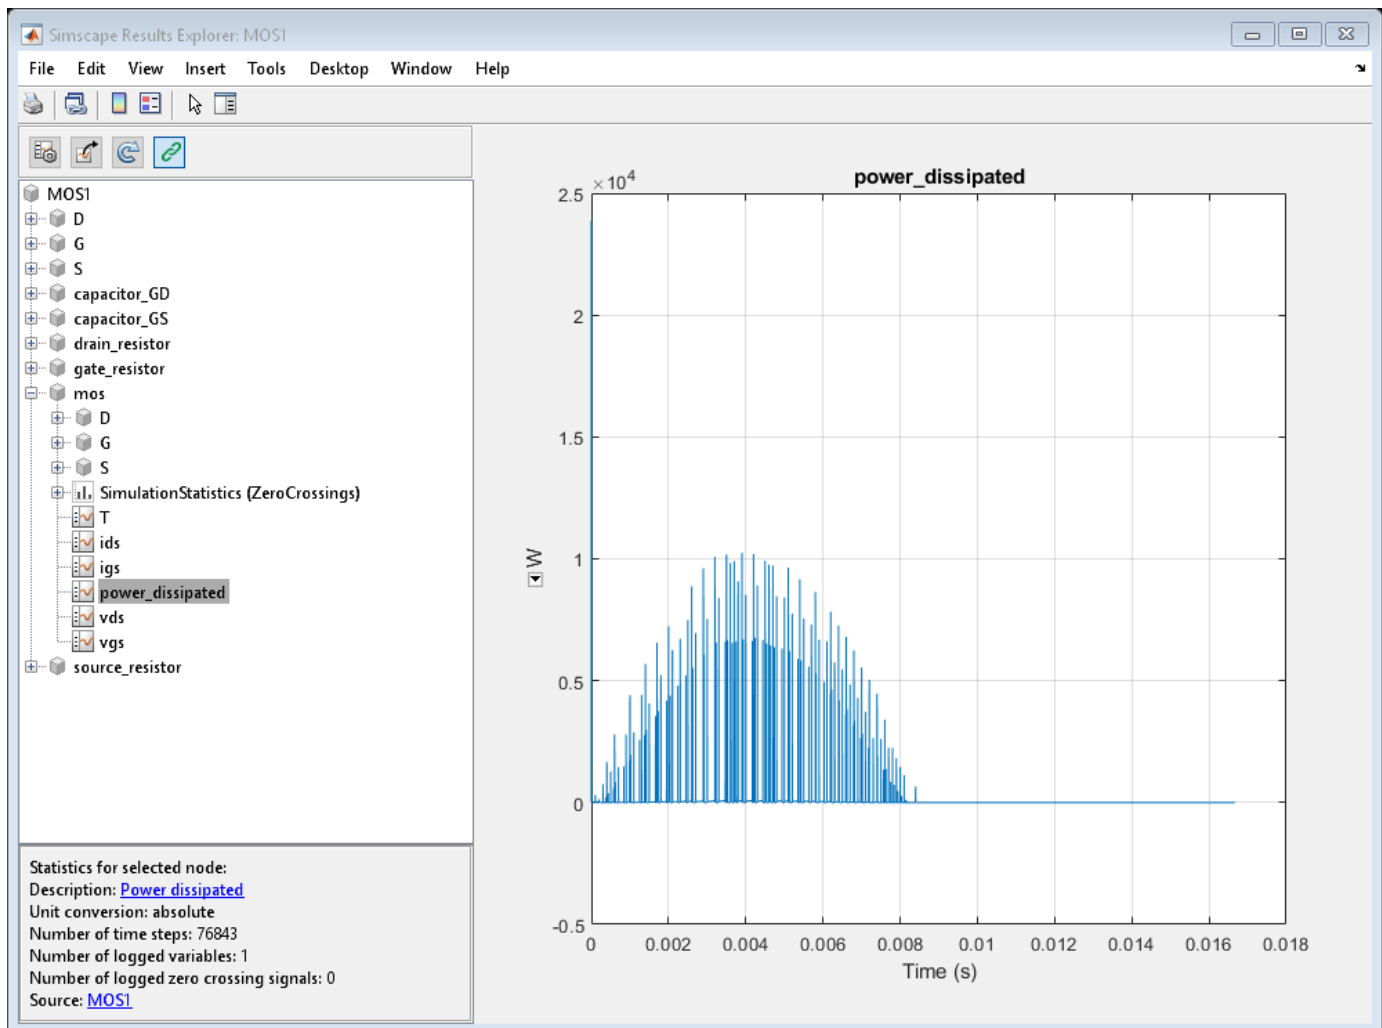 Simscape Results Explorer: MOS1
File Edit View Insert Tools Desktop Window Help
MOS1
D
G
S
capacitor_GD
capacitor_GS
drain_resistor
gate_resistor
mos
D
G
S
SimulationStatistics (ZeroCrossings)
T
ids
igs
power_dissipated
vds
vgs
source_resistor
Statistics for selected node:
Description: Power dissipated
Unit conversion: absolute
Number of time steps: 76843
Number of logged variables: 1
Number of logged zero crossing signals: 0
Source: MOS1
power_dissipated
×10⁴
2.5
2
1.5
1
0.5
0
-0.5
W
0 0.002 0.004 0.006 0.008 0.01 0.012 0.014 0.016 0.018
Time (s)